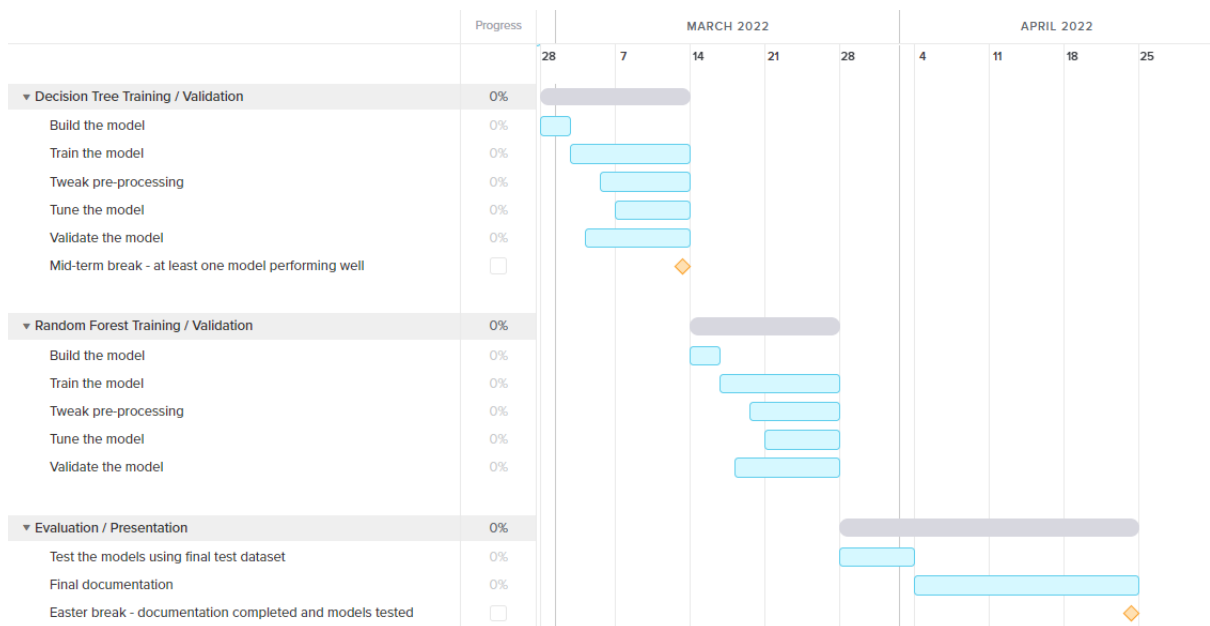 Progress MARCH 2022 APRIL 2022
28 7 14 21 28 4 11 18 25
Decision Tree Training / Validation 0%
Build the model 0%
Train the model 0%
Tweak pre-processing 0%
Tune the model 0%
Validate the model 0%
Mid-term break - at least one model performing well
Random Forest Training / Validation 0%
Build the model 0%
Train the model 0%
Tweak pre-processing 0%
Tune the model 0%
Validate the model 0%
Evaluation / Presentation 0%
Test the models using final test dataset 0%
Final documentation 0%
Easter break - documentation completed and models tested